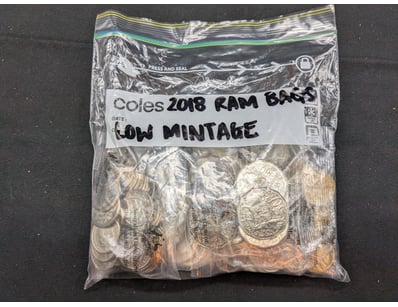 PRESS AND SEAL
coles 2018 RAM BAGS
DATE:
LOW MINTAGE